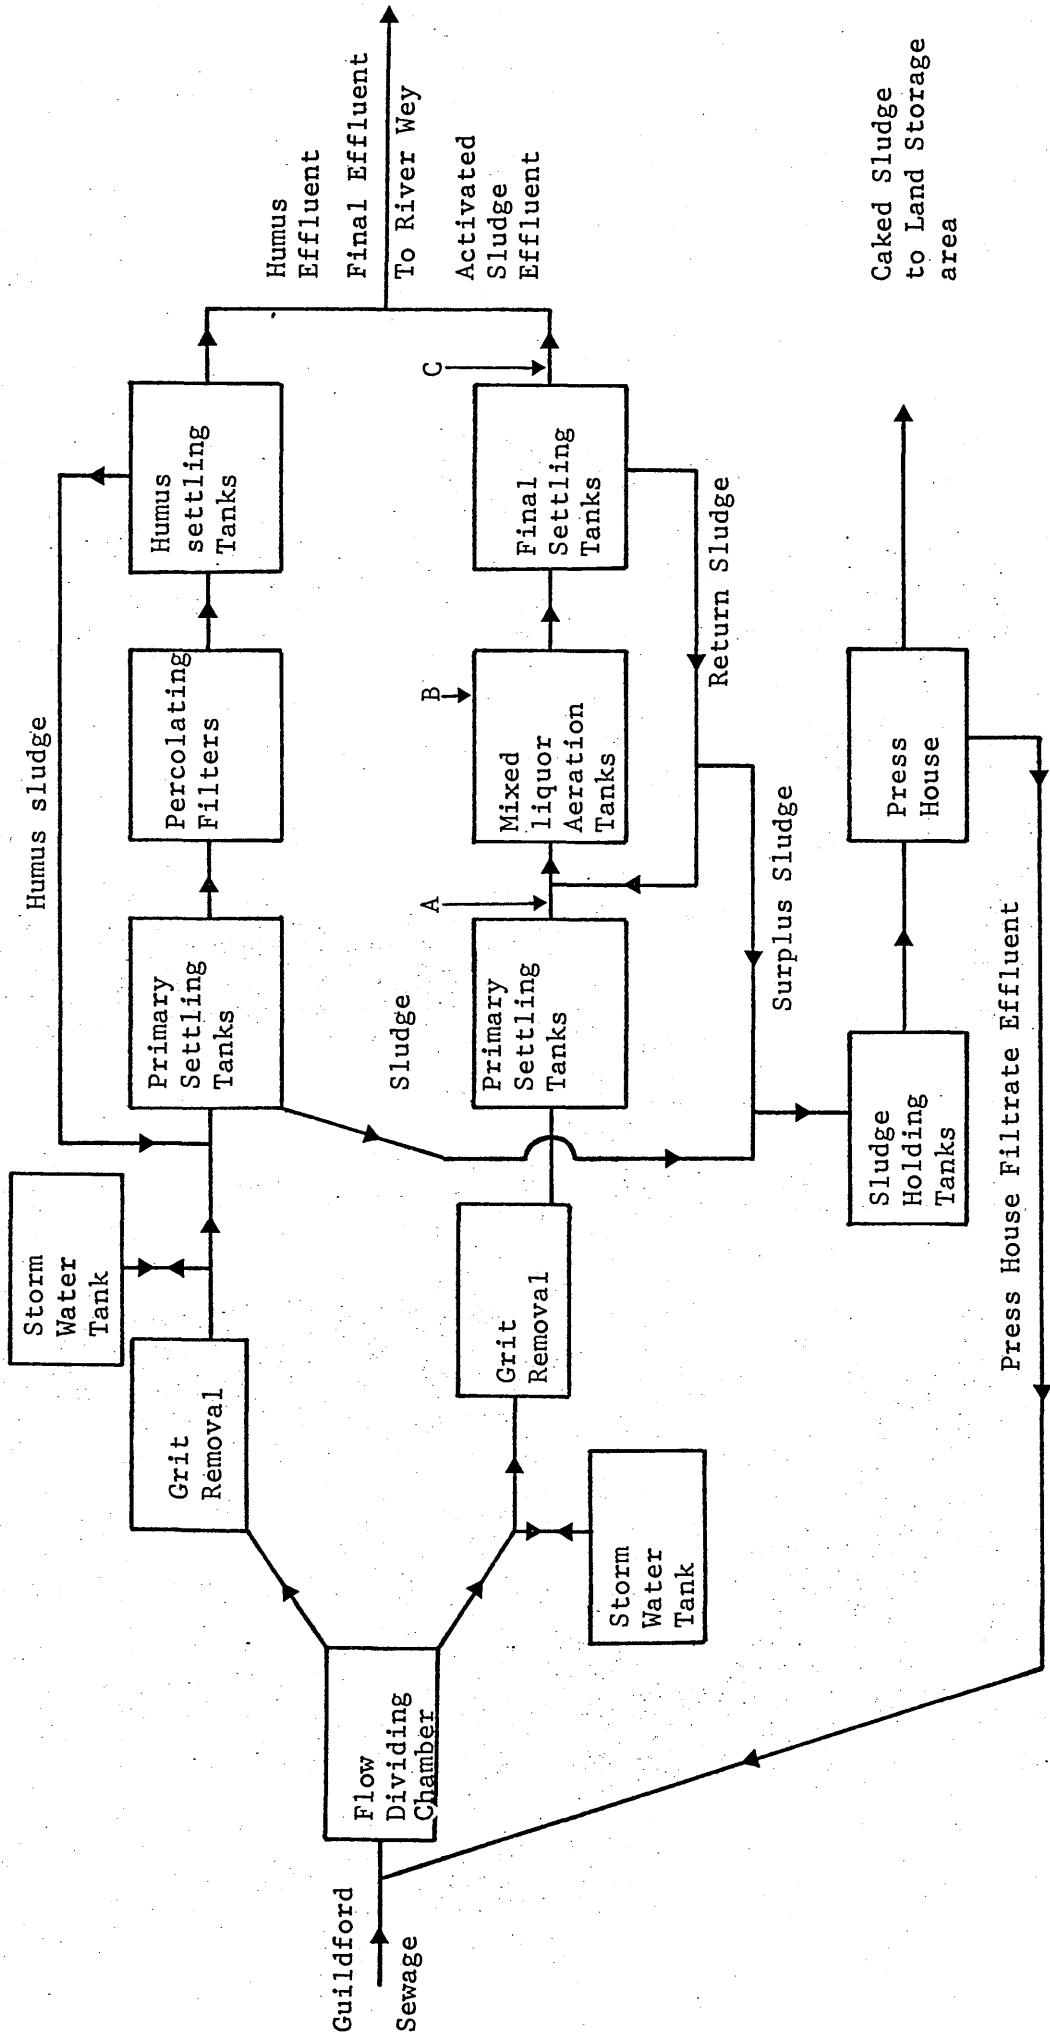 Guildford
Sewage
Flow
Dividing
Chamber
Grit
Removal
Storm
Water
Tank
Humus sludge
Primary
Settling
Tanks
Percolating
Filters
Humus
settling
Tanks
Humus
Effluent
Final Effluent
To River Wey
Activated
Sludge
Effluent
Storm
Water
Tank
Grit
Removal
Sludge
Primary
Settling
Tanks
A
Mixed
liquor
Aeration
Tanks
B
Final
Settling
Tanks
C
Return Sludge
Surplus Sludge
Sludge
Holding
Tanks
Press
House
Caked Sludge
to Land Storage
area
Press House Filtrate Effluent